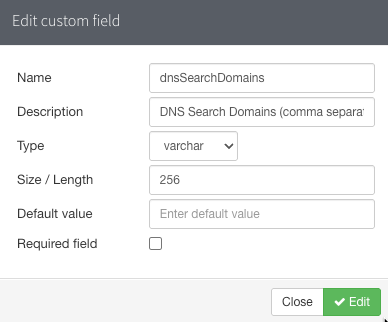 Edit custom field
Name dnsSearchDomains
Description DNS Search Domains (comma separa
Type varchar
Size / Length 256
Default value Enter default value
Required field
Close Edit